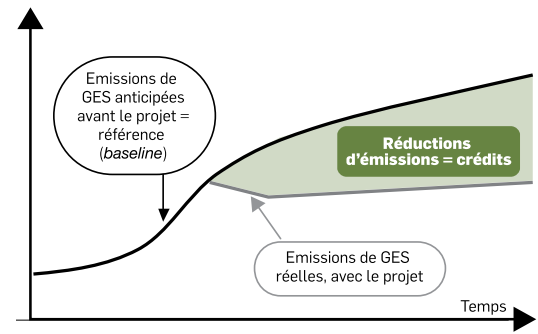 Emissions de
GES anticipées
avant le projet =
référence
(baseline)
Réductions
d'émissions = crédits
Emissions de GES
réelles, avec le projet
Temps